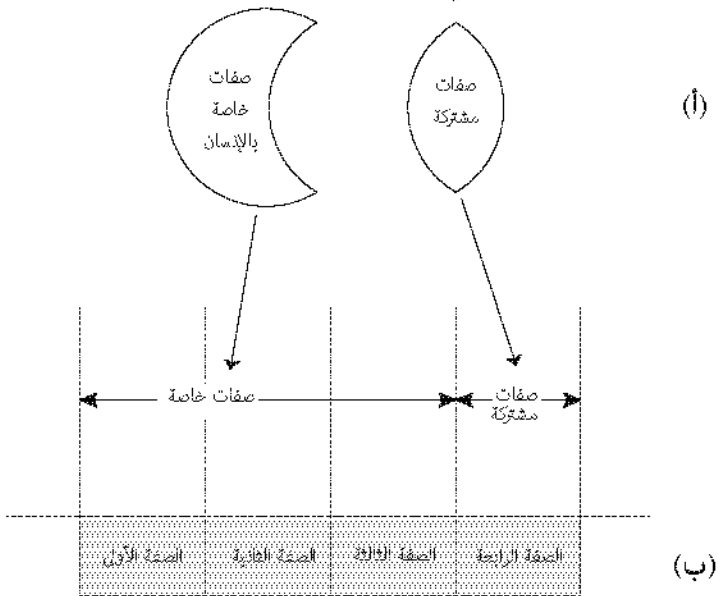 (أ)
صفات
مشتركة
صفات
خاصة
بالإنسان
صفات
مشتركة
صفات خاصة
(ب)
الصفة الرابعة
الصفة الثالثة
الصفة الثانية
الصفة الأولى